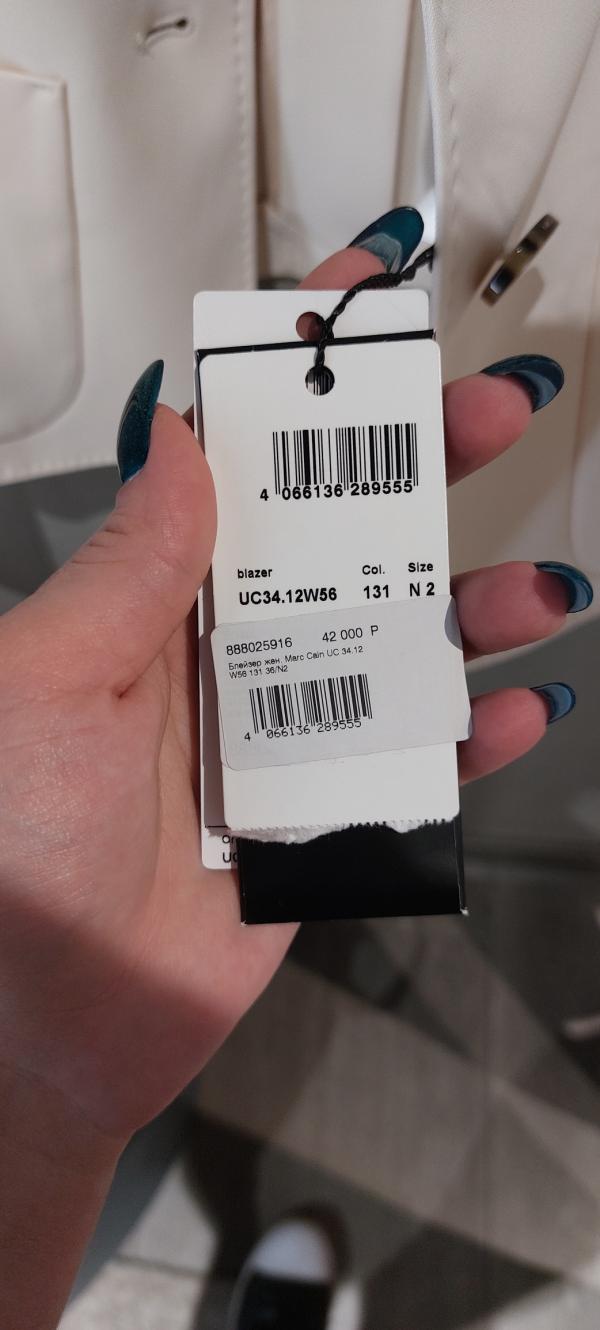 4 066136 289555
blazer Col. Size
UC34.12W56 131 N 2
888025916 42 000 Р
Блейзер жен. Marc Cain UC 34.12
W56 131 36/N2
4 066136 289555